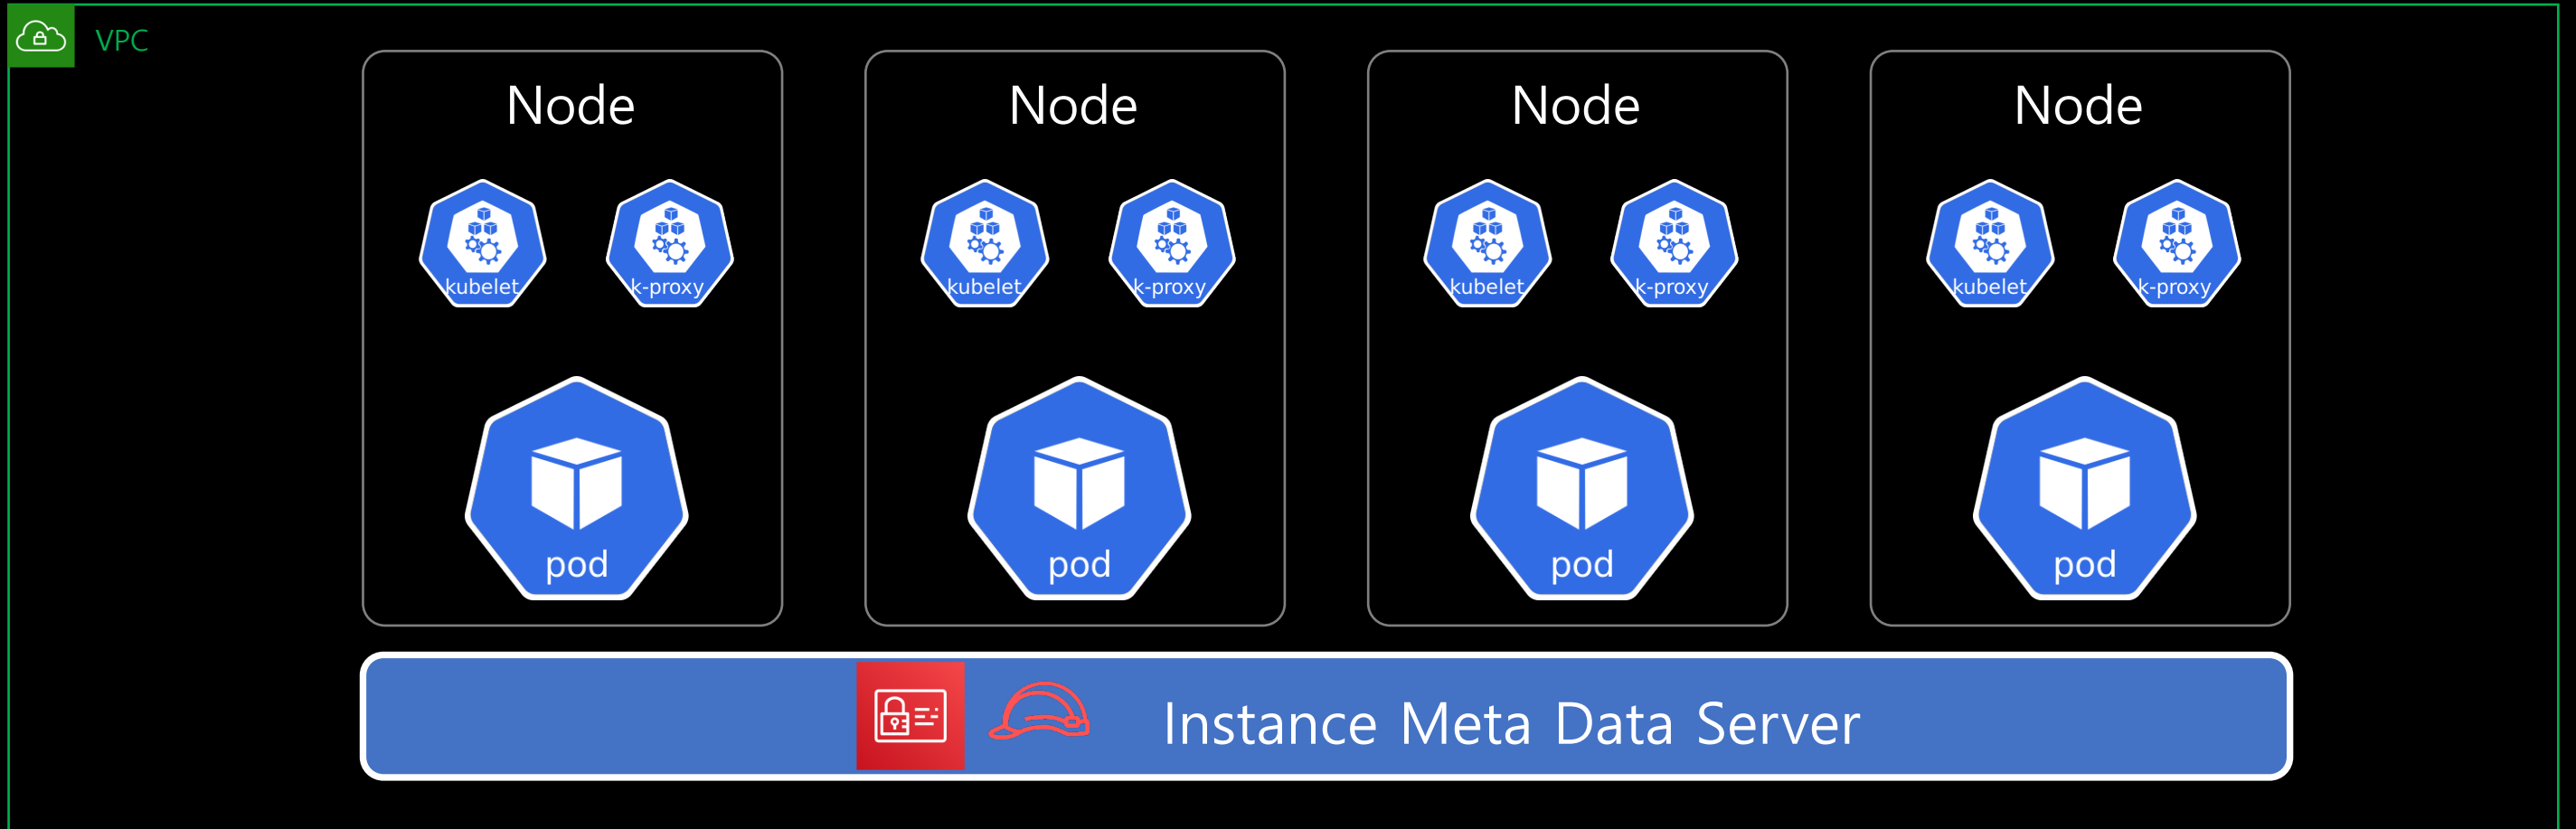 VPC
Node
Node
Node
Node
kubelet
k-proxy
kubelet
k-proxy
kubelet
k-proxy
kubelet
k-proxy
pod
pod
pod
pod
Instance Meta Data Server